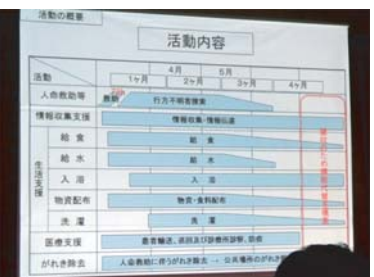 活動の概要
活動内容
4月 5月
活動 1ヶ月 2ヶ月 3ヶ月 4ヶ月
人命救助等 救助 行方不明者捜索
情報収集支援 情報収集・情報伝達
生活支援
給食 給食
給水 給水
入浴 入浴
物資配布 物資・食料配布
洗濯 洗濯
医療支援 患者輸送、巡回及び診療所診察、防疫
がれき除去 人命救助に伴うがれき除去 → 公共場所のがれき